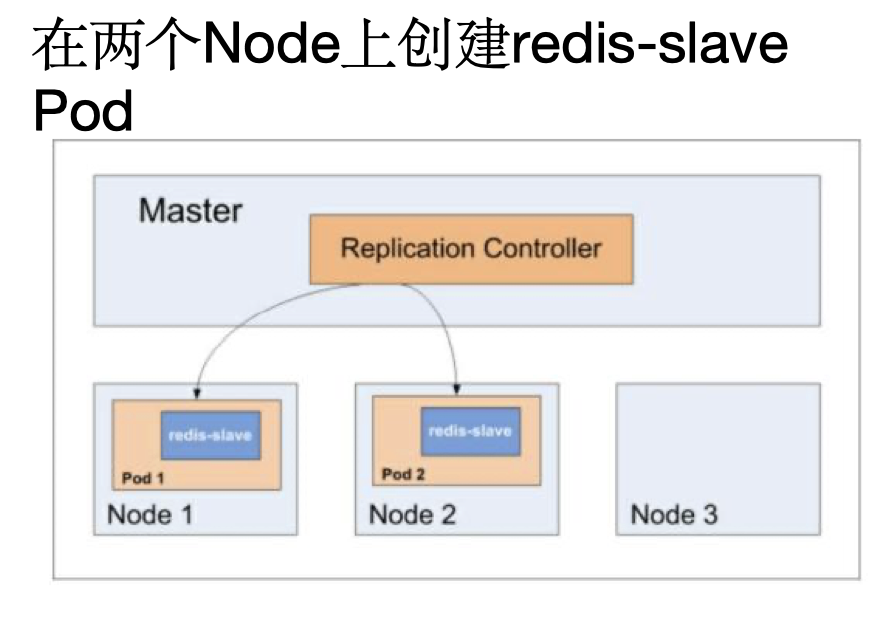 在两个Node上创建redis-slave
Pod
Master
Replication Controller
redis-slave
Pod 1
Node 1
redis-slave
Pod 2
Node 2
Node 3